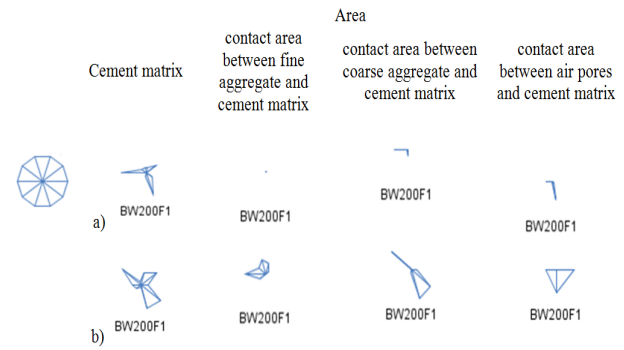 Area
Cement matrix
contact area
between fine
aggregate and
cement matrix
contact area between
coarse aggregate and
cement matrix
contact area
between air pores
and cement matrix
a)
BW200F1
BW200F1
BW200F1
BW200F1
b)
BW200F1
BW200F1
BW200F1
BW200F1